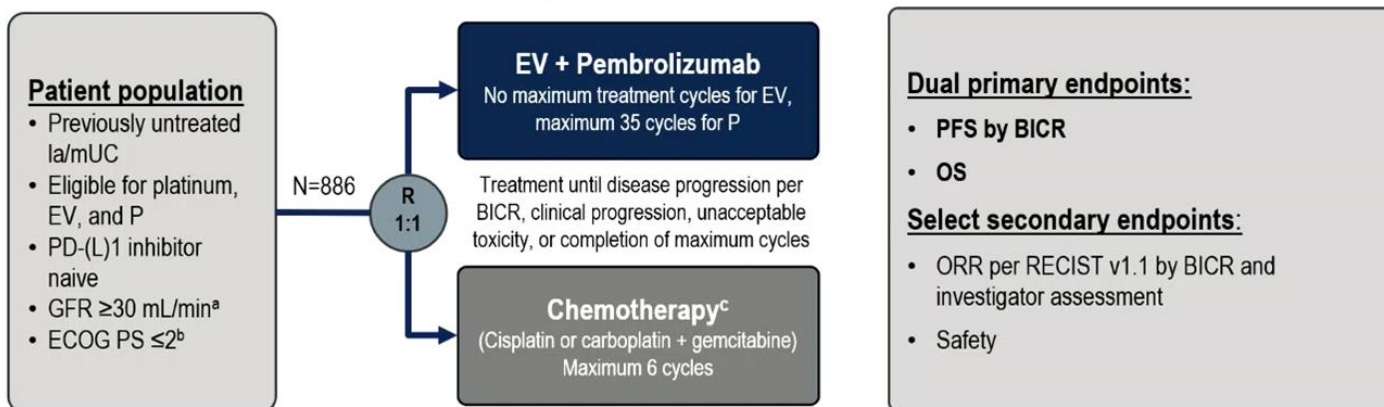 Patient population
• Previously untreated
la/mUC
• Eligible for platinum,
EV, and P
• PD-(L)1 inhibitor
naive
• GFR ≥30 mL/minᵃ
• ECOG PS ≤2ᵇ
N=886
R
1:1
EV + Pembrolizumab
No maximum treatment cycles for EV,
maximum 35 cycles for P
Treatment until disease progression per
BICR, clinical progression, unacceptable
toxicity, or completion of maximum cycles
Chemotherapyᶜ
(Cisplatin or carboplatin + gemcitabine)
Maximum 6 cycles
Dual primary endpoints:
• PFS by BICR
• OS
Select secondary endpoints:
• ORR per RECIST v1.1 by BICR and
investigator assessment
• Safety